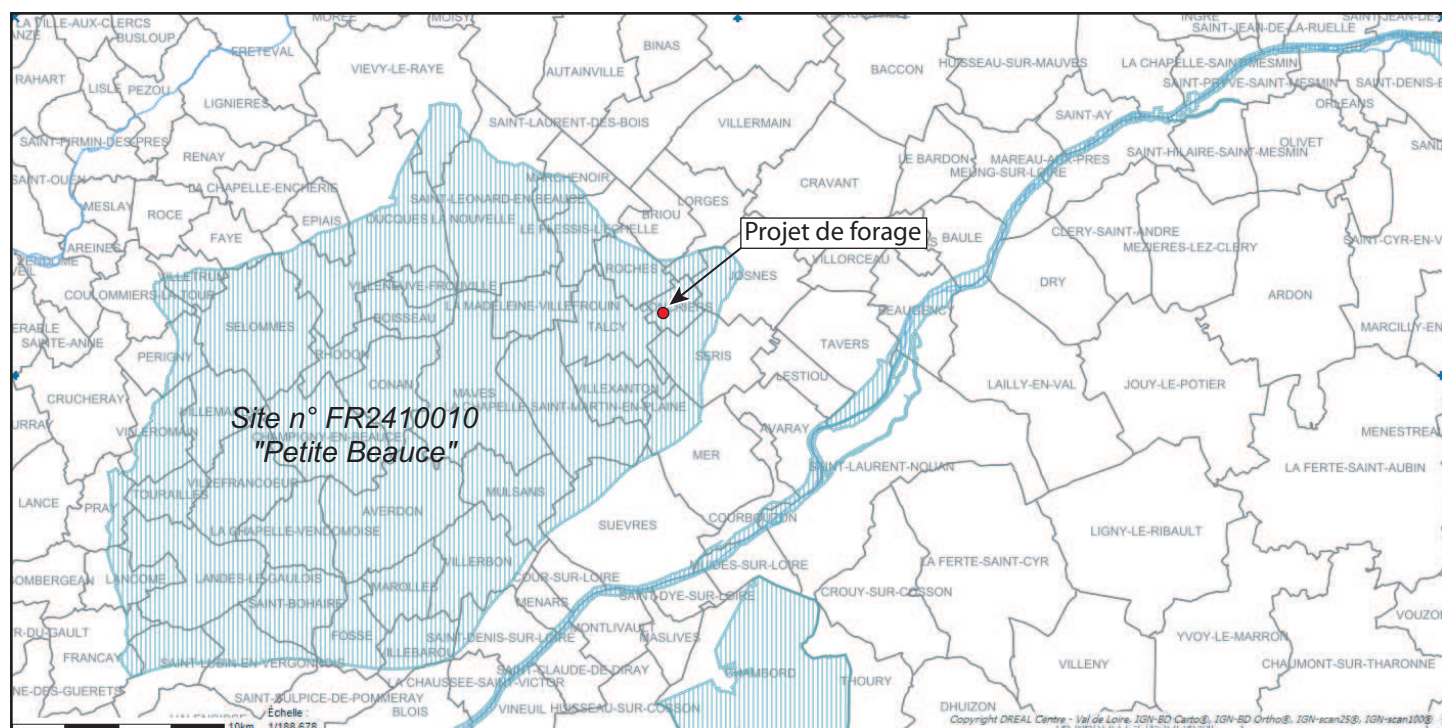 LA VILLE-AUX-CLERCS
BUSLOUP
MOREE
MOISY
BINAS
FRETEVAL
RAHART
LISLE
PEZOU
LIGNIERES
VIEVY-LE-RAYE
AUTAINVILLE
BACCON
HUISSEAU-SUR-MAUVES
INGRE
SAINT-JEAN-DE-LA-RUELLE
LA CHAPELLE-SAINT-MESMIN
SAINT-PRYVE-SAINT-MESMIN
ORLEANS
SAINT-AY
OLIVET
SAINT-LAURENT-DES-BOIS
VILLERMAIN
SAINT-FIRMIN-DES-PRES
RENAY
SAINT-OUEN
LA CHAPELLE-ENCHERIE
MARCHENOIR
LE BARDON
MAREAU-AUX-PRES
MEUNG-SUR-LOIRE
SAINT-HILAIRE-SAINT-MESMIN
CRAVANT
MESLAY
ROCE
EPIAIS
SAINT-LEONARD-EN-BEAUCE
OUCQUES LA NOUVELLE
LORGES
BRIOU
LE PLESSIS-L'ECHELLE
Projet de forage
AREINES
FAYE
BAULE
CLERY-SAINT-ANDRE
MEZIERES-LEZ-CLERY
VILLORCEAU
COULOMMIERS-LA-TOUR
VILLENEUVE-FROUVILLE
ROCHES
JOSNES
DRY
ARDON
LA MADELEINE-VILLEFROUIN
BEAUGENCY
SELOMMES
BOISSEAU
TALCY
SERIS
TAVERS
SAINTE-ANNE
PERIGNY
RHODON
CONAN
MAVES
VILLEXANTON
LESTIOU
LAILLY-EN-VAL
JOUY-LE-POTIER
CRUCHERAY
LA CHAPELLE-SAINT-MARTIN-EN-PLAINE
Site n° FR2410010
"Petite Beauce"
CHAMPIGNY-EN-BEAUCE
AVARAY
MER
SAINT-LAURENT-NOUAN
LA FERTE-SAINT-AUBIN
VILLEFRANCOEUR
TOURAILLES
LANCE
PRAY
AVERDON
MULSANS
SUEVRES
COURBOUZON
LA CHAPELLE-VENDOMOISE
LIGNY-LE-RIBAULT
VILLERBON
MUIDES-SUR-LOIRE
LA FERTE-SAINT-CYR
LANCOME
LANDES-LE-GAULOIS
MAROLLES
COUR-SUR-LOIRE
SAINT-DYE-SUR-LOIRE
CROUY-SUR-COSSON
SAINT-BOHAIRE
MENARS
MONTLIVAULT
MASLIVES
YVOY-LE-MARRON
FRANCAY
FOSSE
SAINT-DENIS-SUR-LOIRE
VILLEBAROU
SAINT-LUBIN-EN-VERGONNOIS
SAINT-CLAUDE-DE-DIRAY
CHAMBORD
THOURY
VILLENY
CHAUMONT-SUR-THARONNE
LA CHAUSSEE-SAINT-VICTOR
SAINT-SULPICE-DE-POMMERAY
BLOIS
VINEUIL
HUISSEAU-SUR-COSSON
DHUIZON
10km
Échelle :
1/188 678
Copyright DREAL Centre - Val de Loire, IGN-BD Carto®, IGN-BD Ortho®, IGN-scan25®, IGN-scan100®